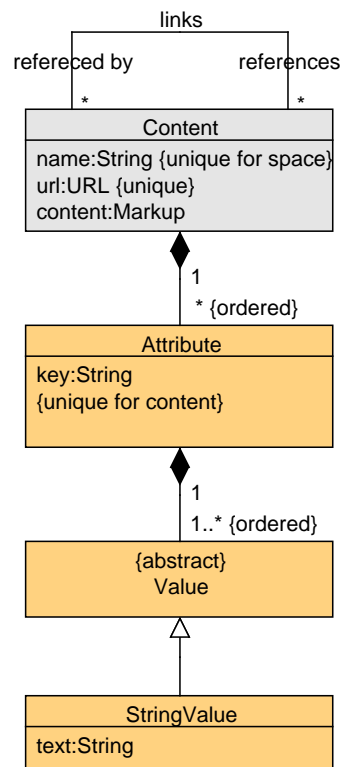 links
refereced by
references
*
*
Content
name:String {unique for space}
url:URL {unique}
content:Markup
1
* {ordered}
Attribute
key:String
{unique for content}
1
1..* {ordered}
{abstract}
Value
StringValue
text:String